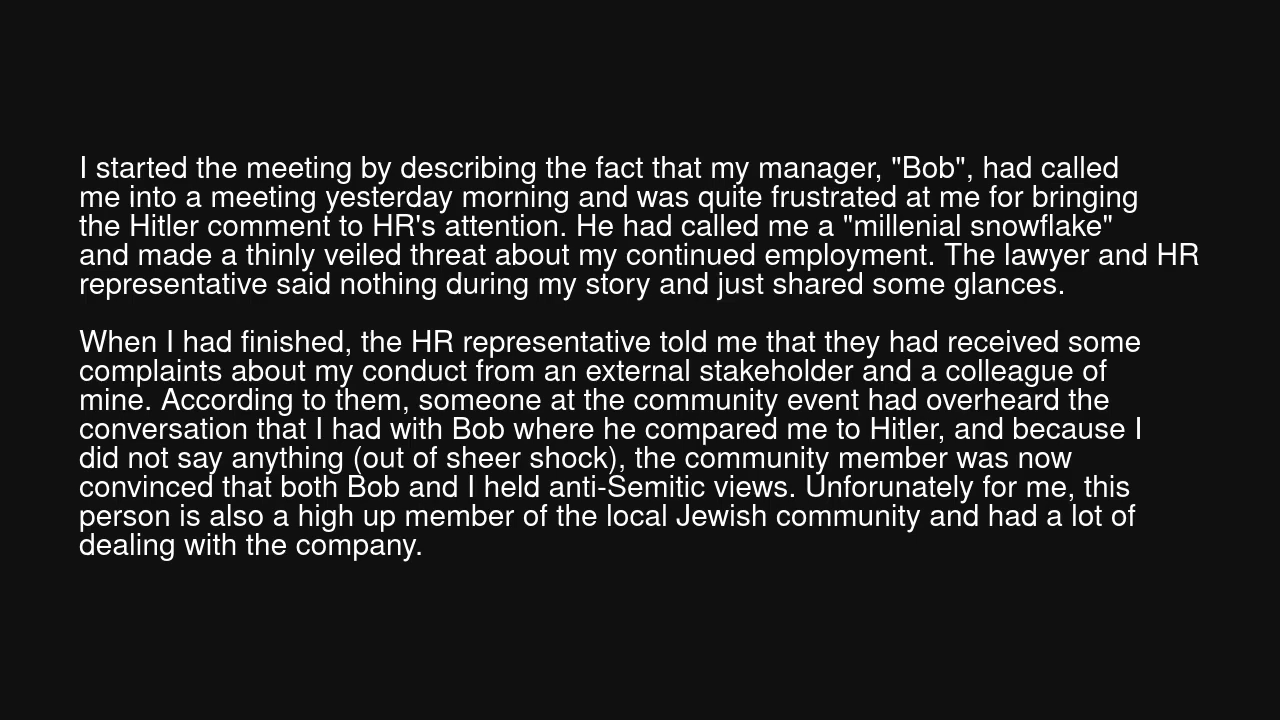 I started the meeting by describing the fact that my manager, "Bob", had called
me into a meeting yesterday morning and was quite frustrated at me for bringing
the Hitler comment to HR's attention. He had called me a "millenial snowflake"
and made a thinly veiled threat about my continued employment. The lawyer and HR
representative said nothing during my story and just shared some glances.
When I had finished, the HR representative told me that they had received some
complaints about my conduct from an external stakeholder and a colleague of
mine. According to them, someone at the community event had overheard the
conversation that I had with Bob where he compared me to Hitler, and because I
did not say anything (out of sheer shock), the community member was now
convinced that both Bob and I held anti-Semitic views. Unforunately for me, this
person is also a high up member of the local Jewish community and had a lot of
dealing with the company.